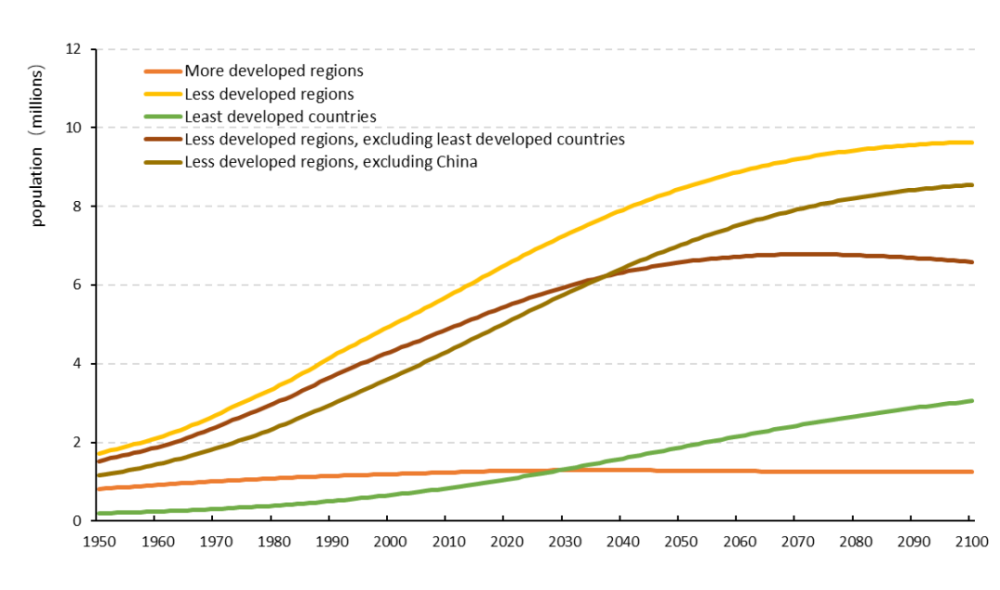 population (millions)
12
10
8
6
4
2
0
More developed regions
Less developed regions
Least developed countries
Less developed regions, excluding least developed countries
Less developed regions, excluding China
1950 1960 1970 1980 1990 2000 2010 2020 2030 2040 2050 2060 2070 2080 2090 2100